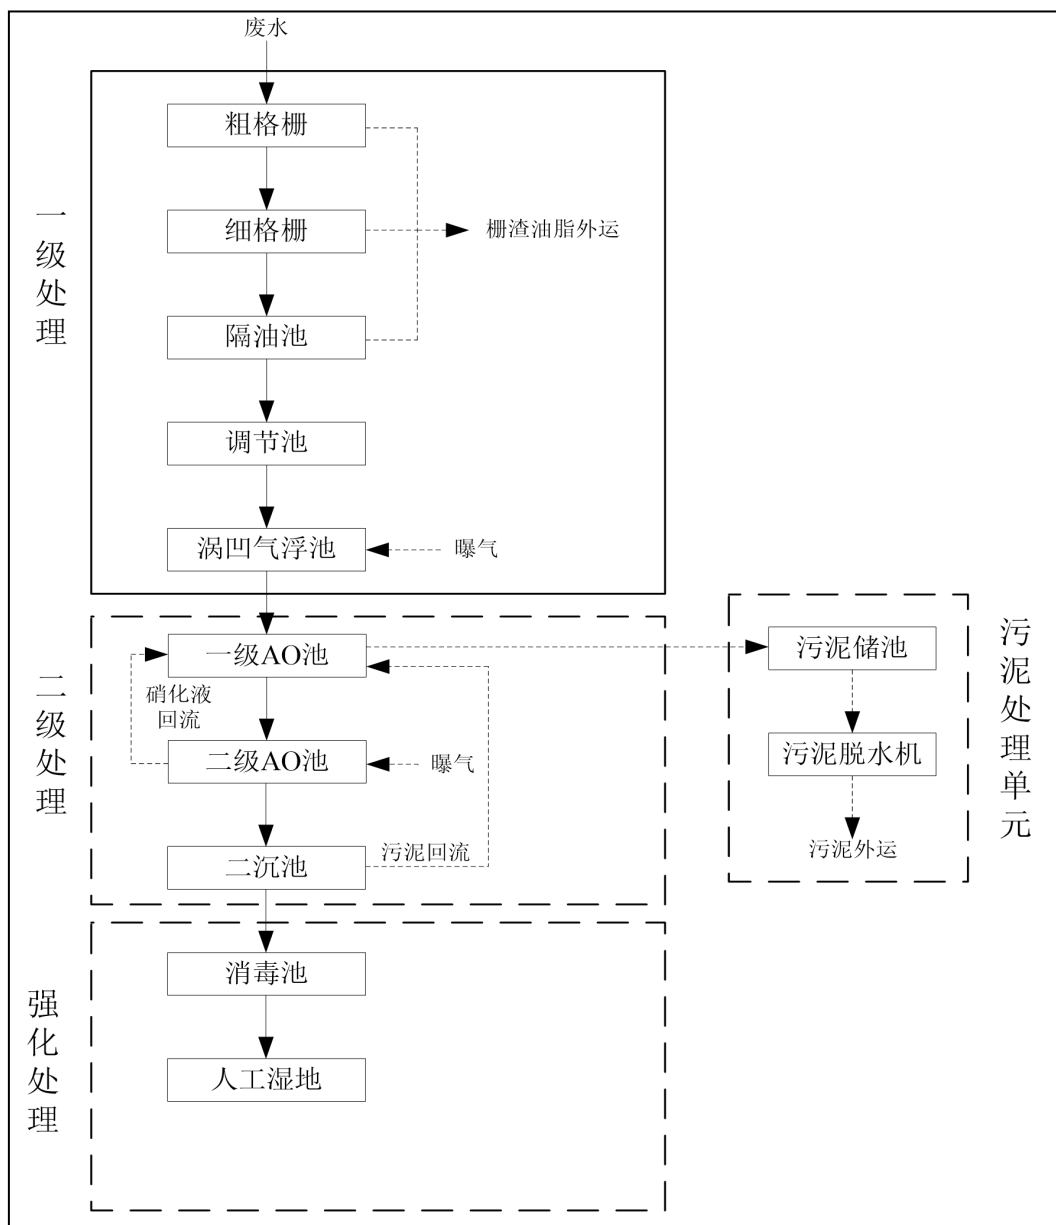 废水
一级处理
粗格栅
细格栅
栅渣油脂外运
隔油池
调节池
涡凹气浮池
曝气
二级处理
一级AO池
硝化液
回流
二级AO池
曝气
二沉池
污泥回流
污泥处理单元
污泥储池
污泥脱水机
污泥外运
强化处理
消毒池
人工湿地